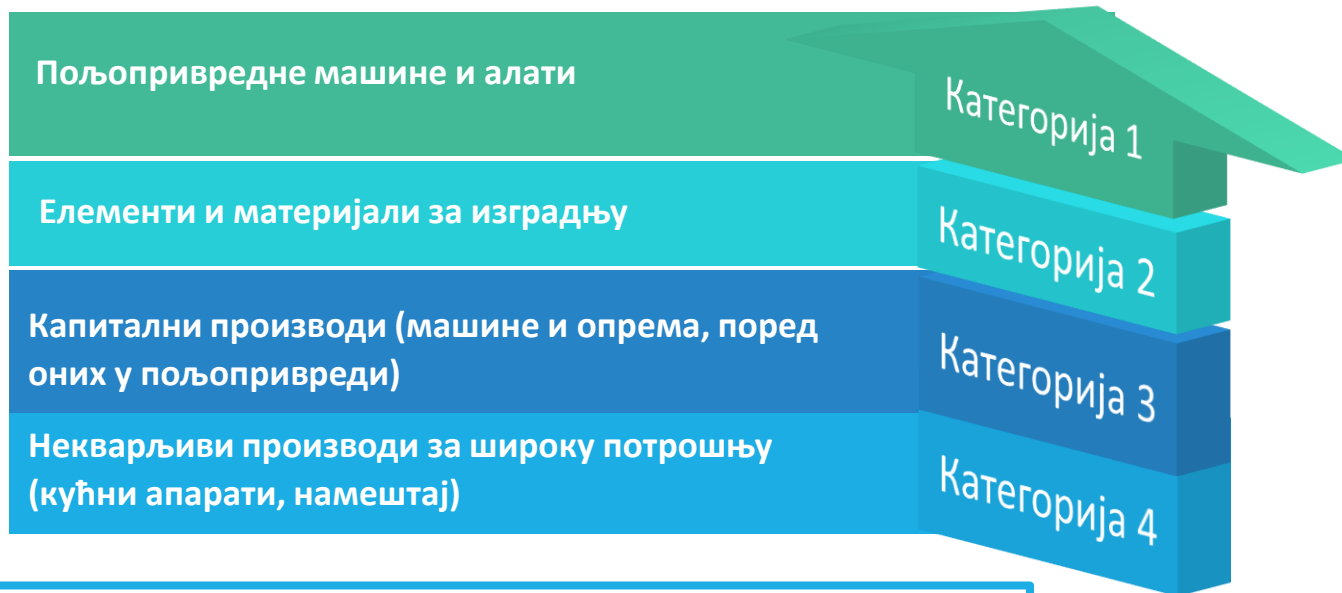 Пољопривредне машине и алати
Категорија 1
Елементи и материјали за изградњу
Категорија 2
Капитални производи (машине и опрема, поред
оних у пољопривреди)
Категорија 3
Некварљиви производи за широку потрошњу
(кућни апарати, намештај)
Категорија 4